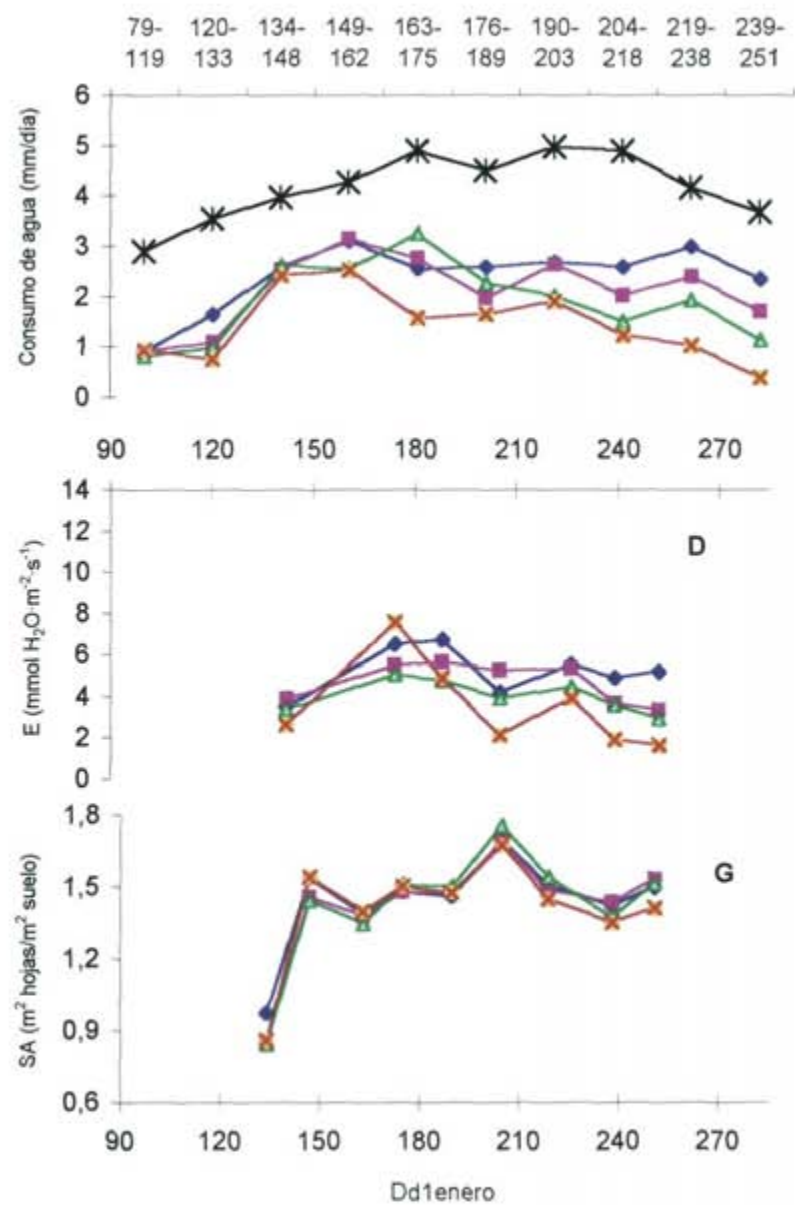 79- 120- 134- 149- 163- 176- 190- 204- 219- 239-
119 133 148 162 175 189 203 218 238 251
Consumo de agua (mm/día)
6
5
4
3
2
1
0
90 120 150 180 210 240 270
E (mmol H₂O·m⁻²·s⁻¹)
14
12
10
8
6
4
2
0
D
SA (m² hojas/m² suelo)
1,8
1,5
1,2
0,9
0,6
G
90 120 150 180 210 240 270
Dd1enero